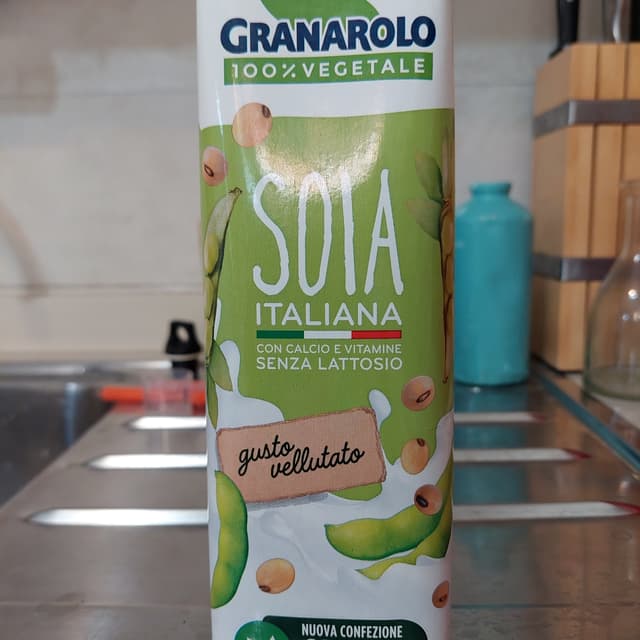 GRANAROLO
100% VEGETALE
SOIA
ITALIANA
CON CALCIO E VITAMINE
SENZA LATTOSIO
gusto
vellutato
NUOVA CONFEZIONE